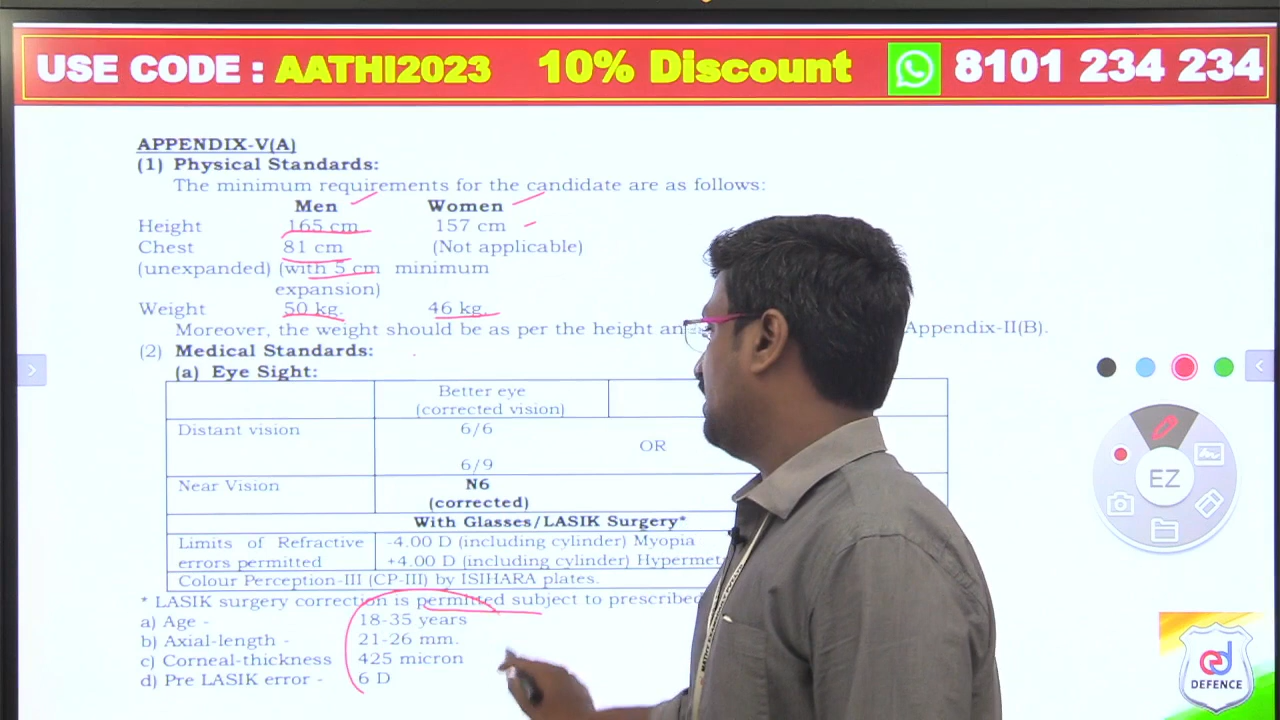 USE CODE : AATHI2023 10% Discount 8101 234 234
APPENDIX-V(A)
(1) Physical Standards:
The minimum requirements for the candidate are as follows:
Men Women
Height 165 cm 157 cm
Chest 81 cm (Not applicable)
(unexpanded) (with 5 cm minimum
expansion)
Weight 50 kg. 46 kg.
Moreover, the weight should be as per the height Appendix-II(B).
(2) Medical Standards:
(a) Eye Sight:
Better eye
(corrected vision)
Distant vision 6/6
OR
6/9
Near Vision N6
(corrected)
With Glasses/LASIK Surgery*
Limits of Refractive -4.00 D (including cylinder) Myopia
errors permitted +4.00 D (including cylinder)
Colour Perception-III (CP-III) by ISIHARA plates.
* LASIK surgery correction is permitted subject to prescribed
a) Age - 18-35 years
b) Axial-length - 21-26 mm.
c) Corneal-thickness 425 micron
d) Pre LASIK error - 6 D
EZ
DEFENCE